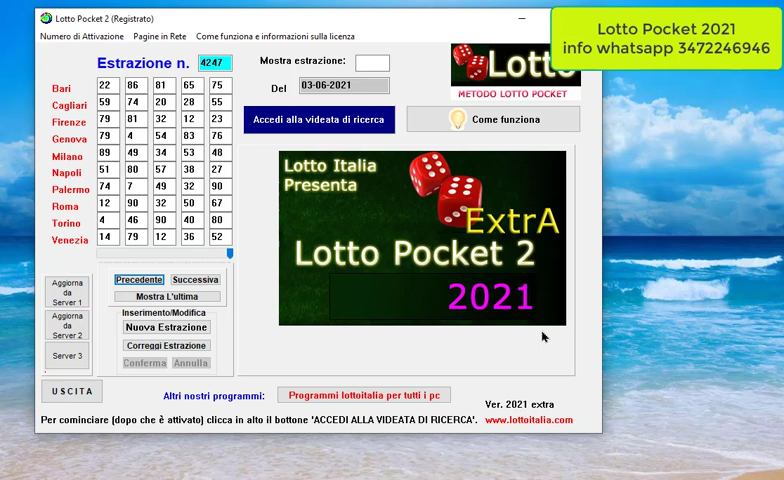 Lotto Pocket 2 (Registrato)
Lotto Pocket 2021
info whatsapp 3472246946
Numero di Attivazione Pagine in Rete Come funziona e informazioni sulla licenza
Estrazione n. 4247
Mostra estrazione:
Del 03-06-2021
Lotto
METODO LOTTO POCKET
Accedi alla videata di ricerca
Come funziona
Bari 22 86 81 65 75
Cagliari 59 74 20 28 55
Firenze 79 81 32 12 23
Genova 79 4 54 83 76
Milano 89 49 34 53 48
Napoli 51 80 57 38 27
Palermo 74 7 49 32 90
Roma 12 90 32 50 67
Torino 4 46 90 40 80
Venezia 14 79 12 36 52
Lotto Italia
Presenta
ExtrA
Lotto Pocket 2
2021
Aggiorna
da
Server 1
Aggiorna
da
Server 2
Server 3
Precedente Successiva
Mostra L'ultima
Inserimento/Modifica
Nuova Estrazione
Correggi Estrazione
Conferma Annulla
USCITA
Altri nostri programmi:
Programmi lottoitalia per tutti i pc
Ver. 2021 extra
Per cominciare (dopo che è attivato) clicca in alto il bottone 'ACCEDI ALLA VIDEATA DI RICERCA'.
www.lottoitalia.com